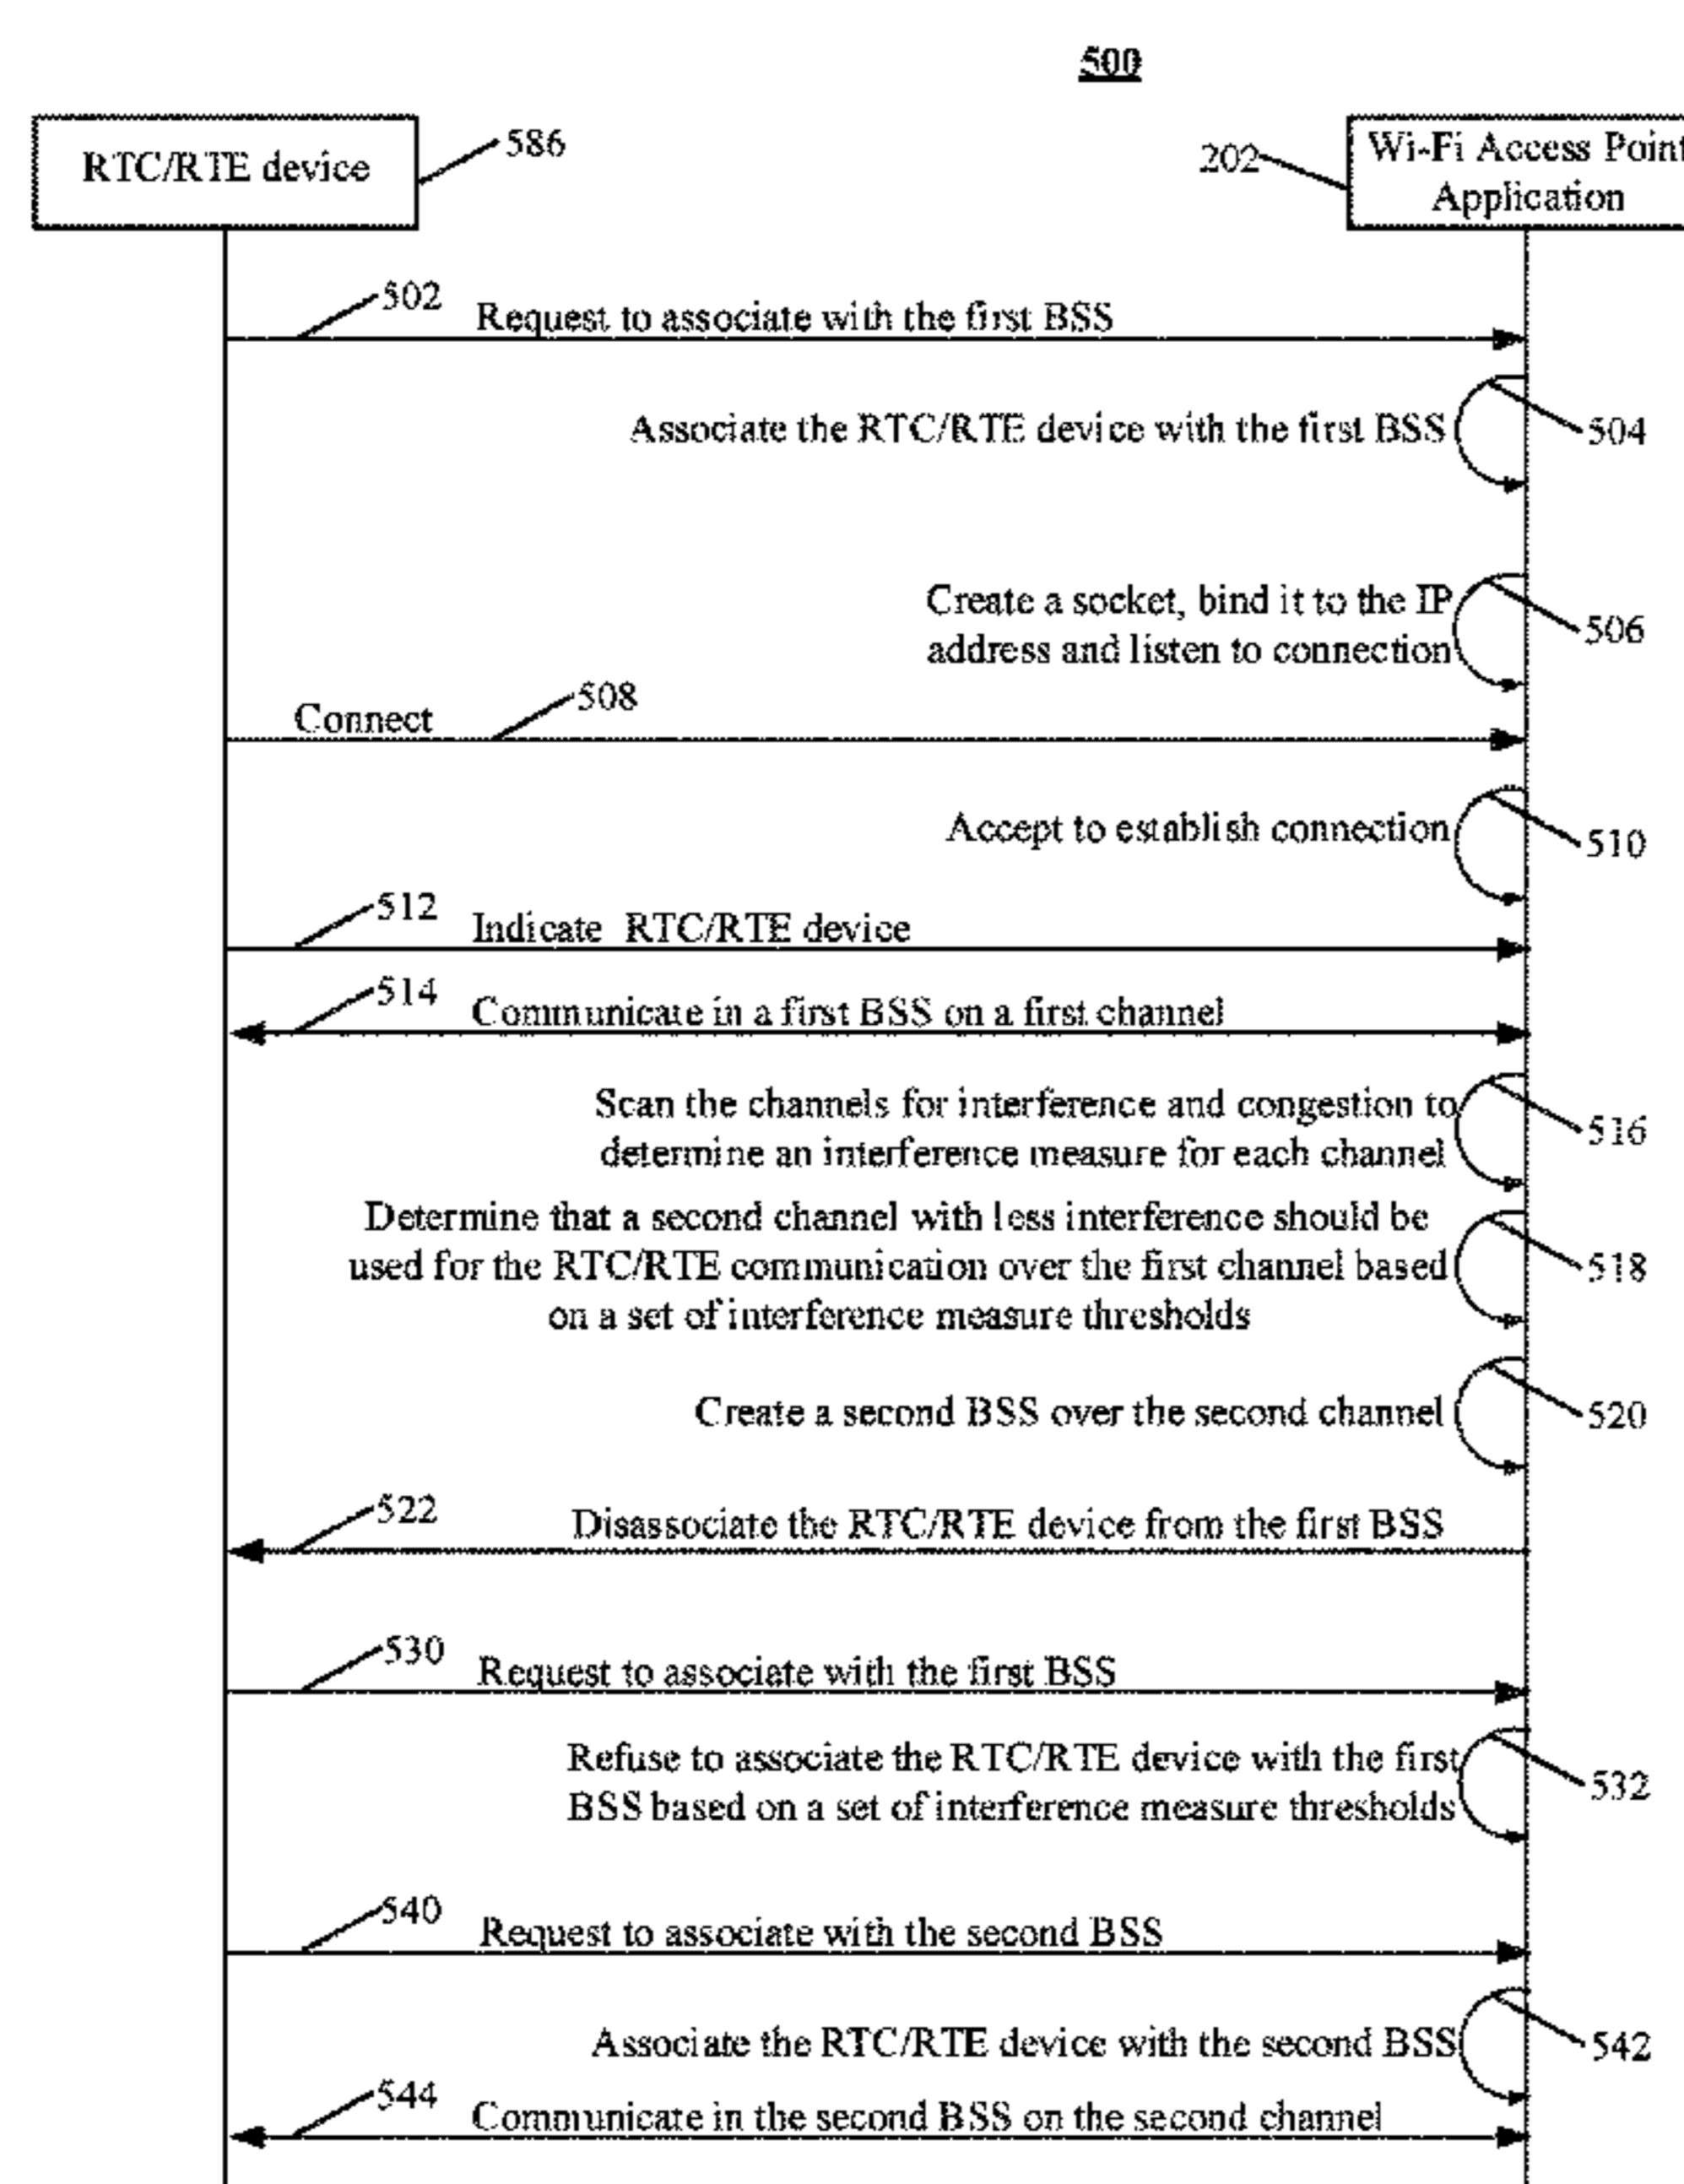 500
RTC/RTE device
586
202
Wi-Fi Access Point
Application
502
Request to associate with the first BSS
Associate the RTC/RTE device with the first BSS
504
Create a socket, bind it to the IP
address and listen to connection
506
508
Connect
Accept to establish connection
510
512
Indicate RTC/RTE device
514
Communicate in a first BSS on a first channel
Scan the channels for interference and congestion to
determine an interference measure for each channel
516
Determine that a second channel with less interference should be
used for the RTC/RTE communication over the first channel based
on a set of interference measure thresholds
518
Create a second BSS over the second channel
520
522
Disassociate the RTC/RTE device from the first BSS
530
Request to associate with the first BSS
Refuse to associate the RTC/RTE device with the first
BSS based on a set of interference measure thresholds
532
540
Request to associate with the second BSS
Associate the RTC/RTE device with the second BSS
542
544
Communicate in the second BSS on the second channel